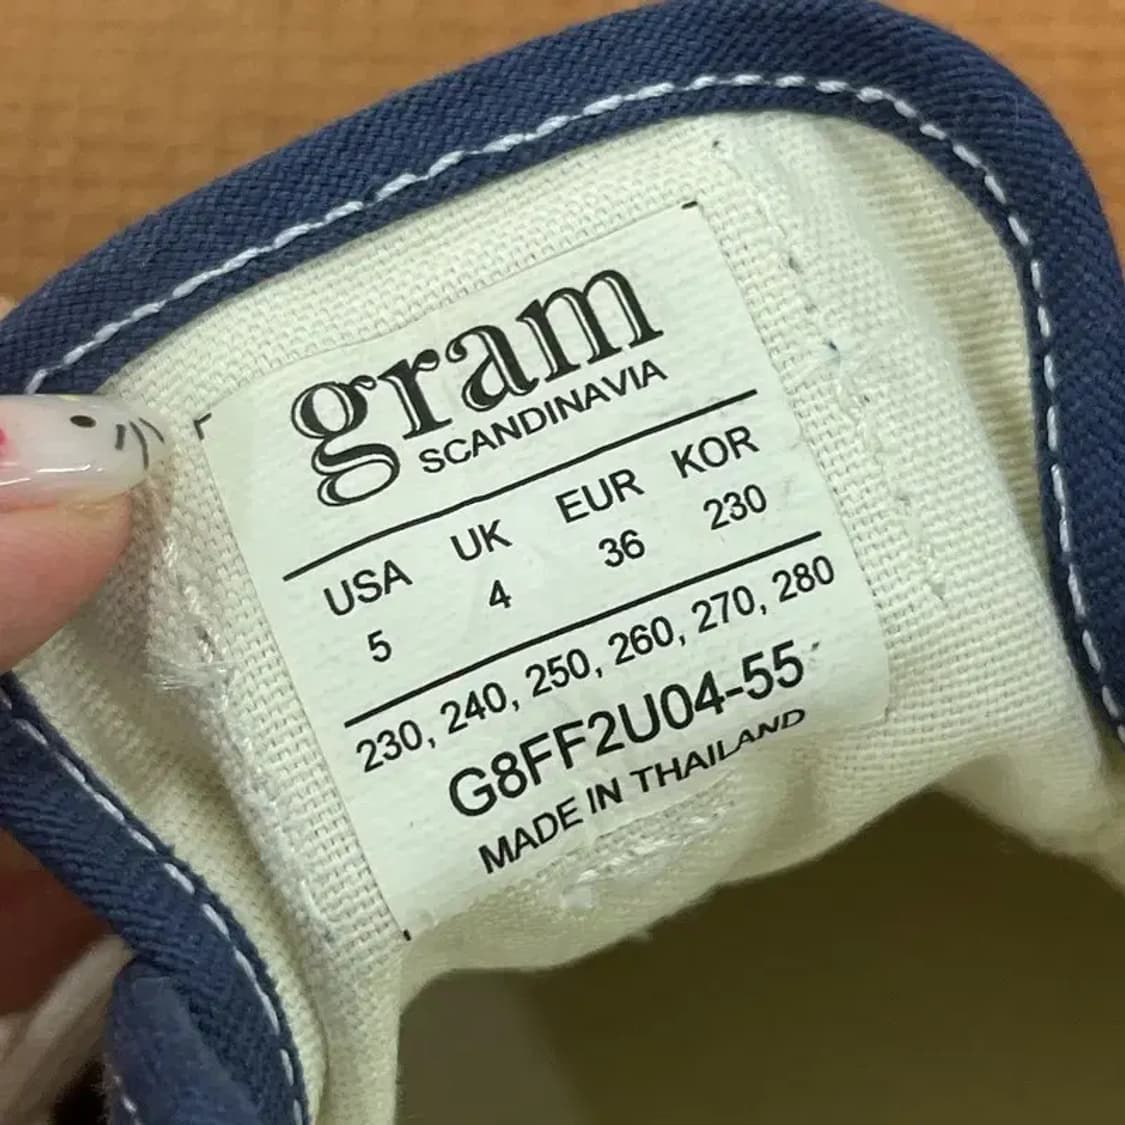 gram
SCANDINAVIA
USA UK EUR KOR
5 4 36 230
230, 240, 250, 260, 270, 280
G8FF2U04-55
MADE IN THAILAND